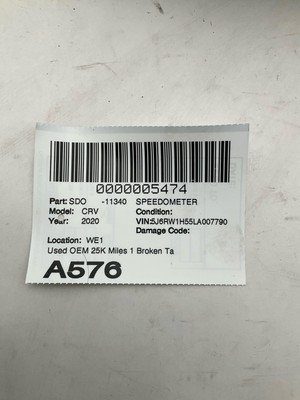 0000005474
Part: SDO -11340 SPEEDOMETER
Model: CRV Condition:
Year: 2020 VIN:5J6RW1H55LA007790
Damage Code:
Location: WE1
Used OEM 25K Miles 1 Broken Ta
A576